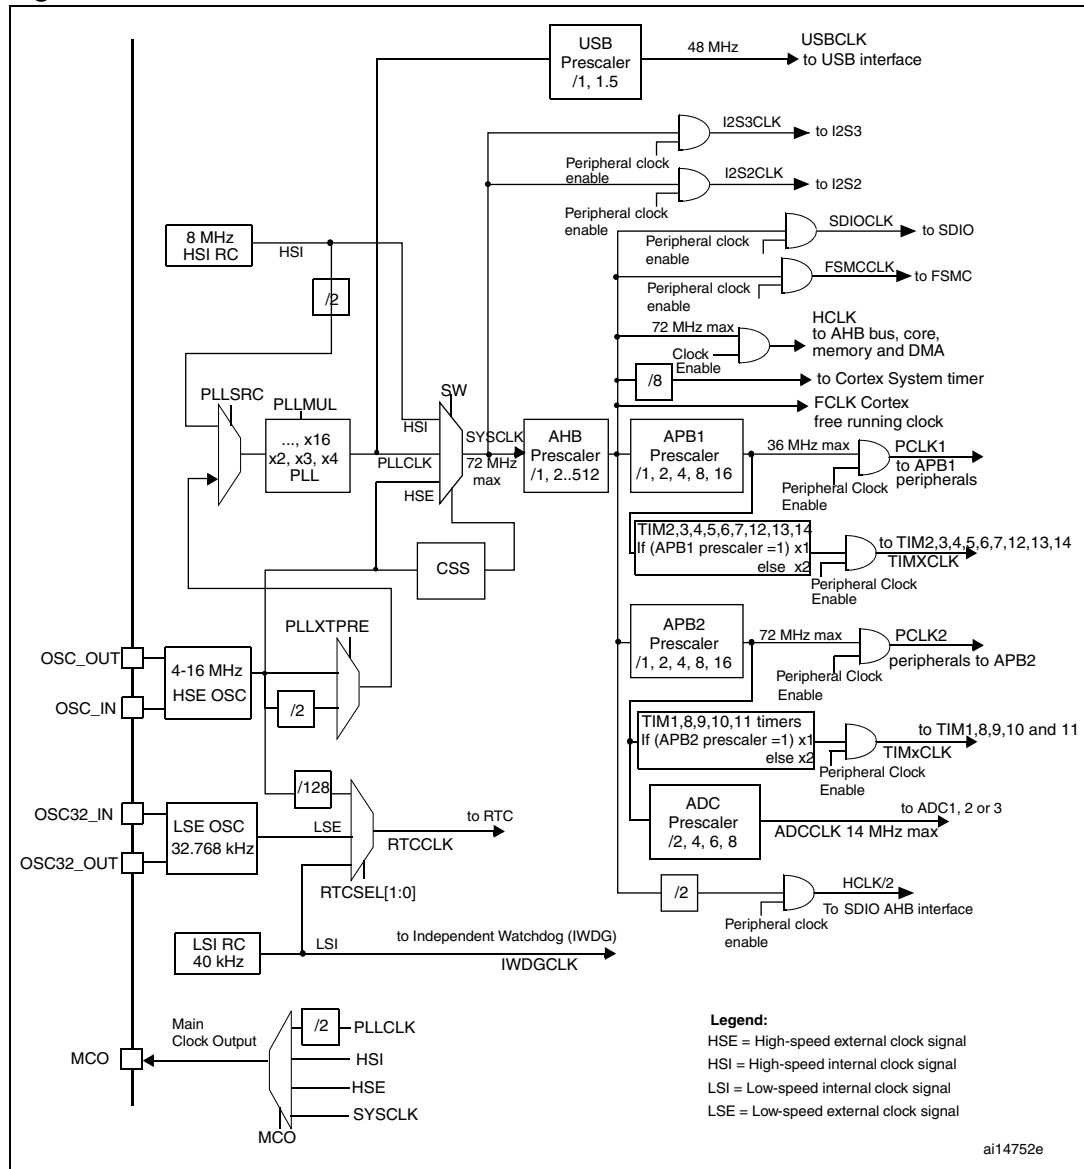 USB
Prescaler
/1, 1.5
48 MHz
USBCLK
to USB interface
I2S3CLK
to I2S3
Peripheral clock
enable
I2S2CLK
to I2S2
Peripheral clock
enable
SDIOCLK
to SDIO
Peripheral clock
enable
FSMCCLK
to FSMC
Peripheral clock
enable
8 MHz
HSI RC
HSI
/2
72 MHz max
HCLK
to AHB bus, core,
memory and DMA
Clock
Enable
/8
to Cortex System timer
FCLK Cortex
free running clock
PLLSRC
PLLMUL
..., x16
x2, x3, x4
PLL
SW
HSI
PLLCLK
HSE
SYSCLK
72 MHz
max
AHB
Prescaler
/1, 2..512
APB1
Prescaler
/1, 2, 4, 8, 16
36 MHz max
PCLK1
to APB1
peripherals
Peripheral Clock
Enable
TIM2,3,4,5,6,7,12,13,14
If (APB1 prescaler =1) x1
else x2
to TIM2,3,4,5,6,7,12,13,14
TIMXCLK
Peripheral Clock
Enable
CSS
PLLXTPRE
OSC_OUT
OSC_IN
4-16 MHz
HSE OSC
/2
APB2
Prescaler
/1, 2, 4, 8, 16
72 MHz max
PCLK2
peripherals to APB2
Peripheral Clock
Enable
TIM1,8,9,10,11 timers
If (APB2 prescaler =1) x1
else x2
to TIM1,8,9,10 and 11
TIMxCLK
Peripheral Clock
Enable
/128
OSC32_IN
OSC32_OUT
LSE OSC
32.768 kHz
LSE
to RTC
RTCCLK
RTCSEL[1:0]
ADC
Prescaler
/2, 4, 6, 8
to ADC1, 2 or 3
ADCCLK 14 MHz max
/2
HCLK/2
To SDIO AHB interface
Peripheral clock
enable
LSI RC
40 kHz
LSI
to Independent Watchdog (IWDG)
IWDGCLK
MCO
Main
Clock Output
/2
PLLCLK
HSI
HSE
SYSCLK
MCO
Legend:
HSE = High-speed external clock signal
HSI = High-speed internal clock signal
LSI = Low-speed internal clock signal
LSE = Low-speed external clock signal
ai14752e